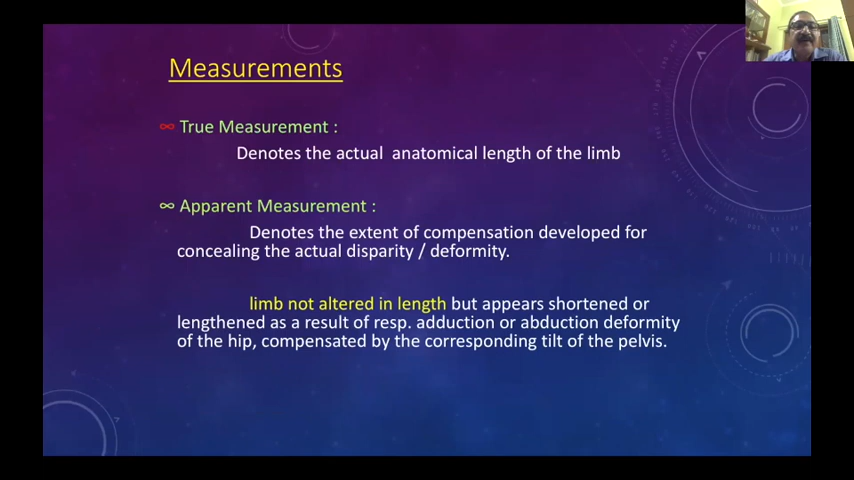 Measurements
∞ True Measurement :
Denotes the actual anatomical length of the limb
∞ Apparent Measurement :
Denotes the extent of compensation developed for
concealing the actual disparity / deformity.
limb not altered in length but appears shortened or
lengthened as a result of resp. adduction or abduction deformity
of the hip, compensated by the corresponding tilt of the pelvis.